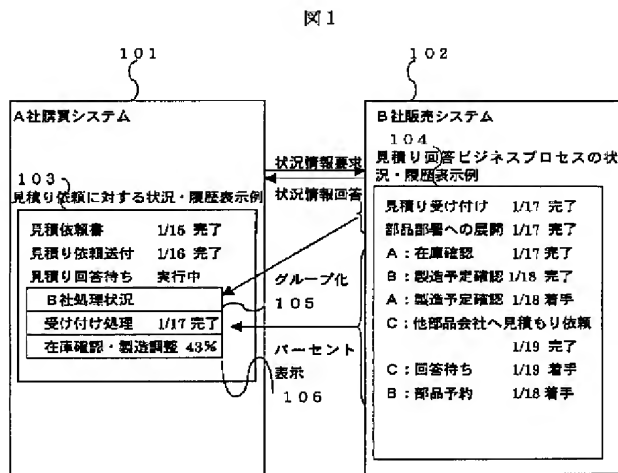 図1
101
102
A社購買システム
B社販売システム
104
状況情報要求
見積り回答ビジネスプロセスの状
況・履歴表示例
103
状況情報回答
見積り依頼に対する状況・履歴表示例
見積依頼書 1/15 完了
見積り依頼送付 1/16 完了
見積り回答待ち 実行中
B社処理状況
受け付け処理 1/17 完了
在庫確認・製造調整 43%
グループ化
105
パーセント
表示
106
見積り受け付け 1/17 完了
部品部署への展開 1/17 完了
A：在庫確認 1/17 完了
B：製造予定確認 1/18 完了
A：製造予定確認 1/18 着手
C：他部品会社へ見積もり依頼
1/19 完了
C：回答待ち 1/19 着手
B：部品予約 1/18 着手